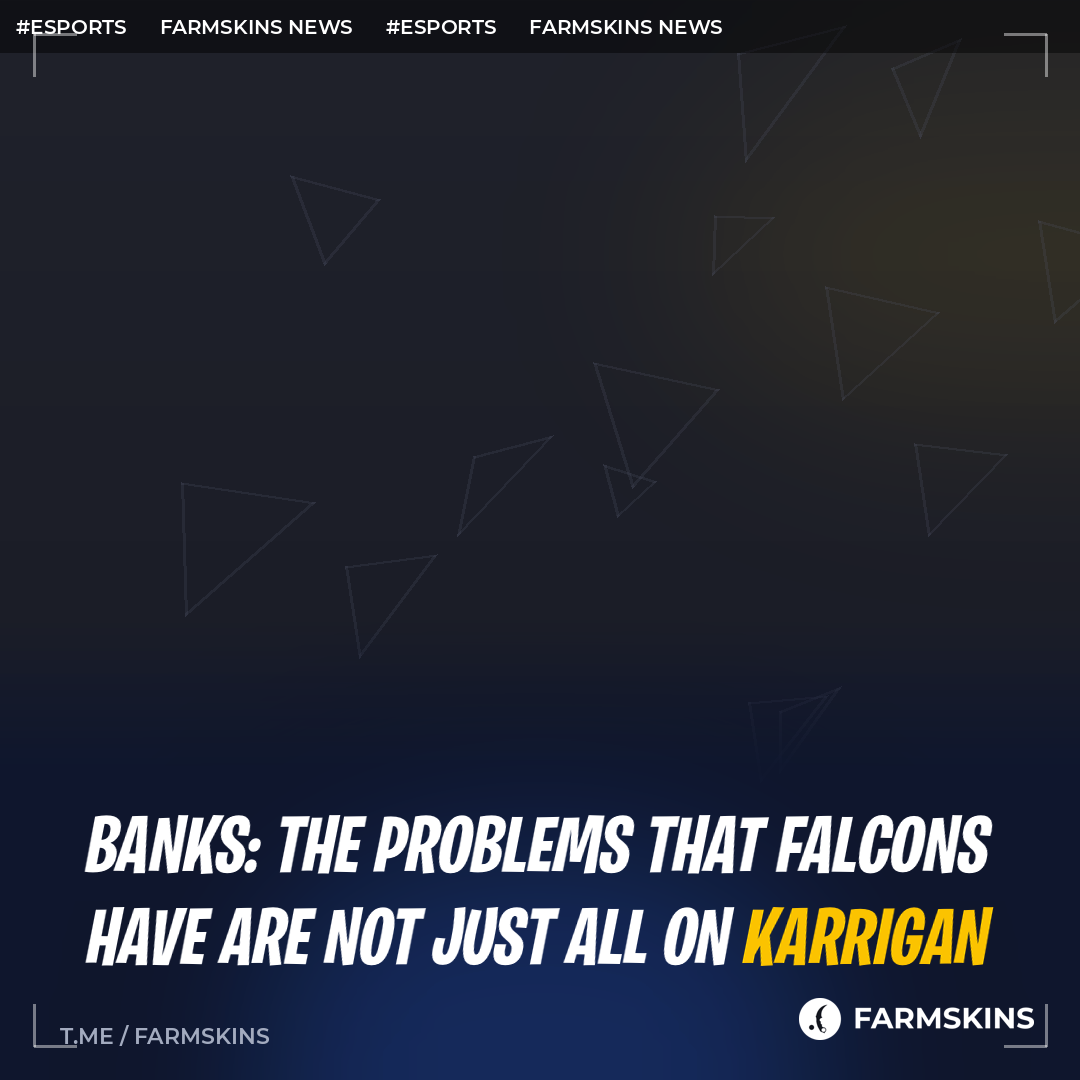 #ESPORTS FARMSKINS NEWS #ESPORTS FARMSKINS NEWS
BANKS: THE PROBLEMS THAT FALCONS
HAVE ARE NOT JUST ALL ON KARRIGAN
T.ME / FARMSKINS
FARMSKINS